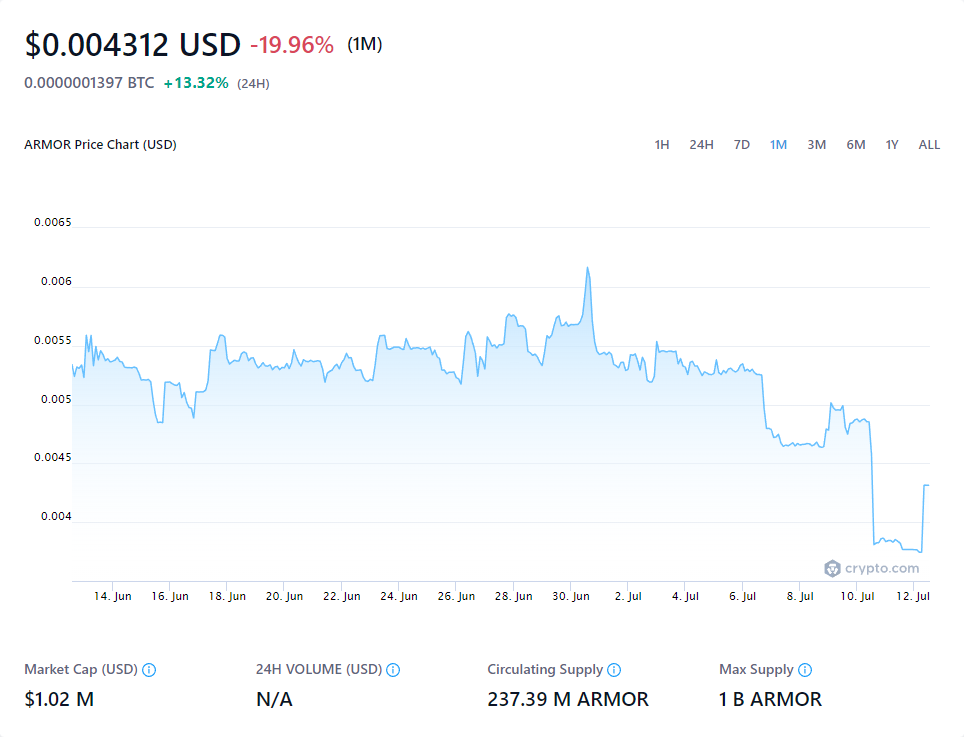 $0.004312 USD -19.96% (1M)
0.0000001397 BTC +13.32% (24H)
ARMOR Price Chart (USD) 1H 24H 7D 1M 3M 6M 1Y ALL
0.0065
0.006
0.0055
0.005
0.0045
0.004
crypto.com
14. Jun 16. Jun 18. Jun 20. Jun 22. Jun 24. Jun 26. Jun 28. Jun 30. Jun 2. Jul 4. Jul 6. Jul 8. Jul 10. Jul 12. Jul
Market Cap (USD) 24H VOLUME (USD) Circulating Supply Max Supply
$1.02 M N/A 237.39 M ARMOR 1 B ARMOR